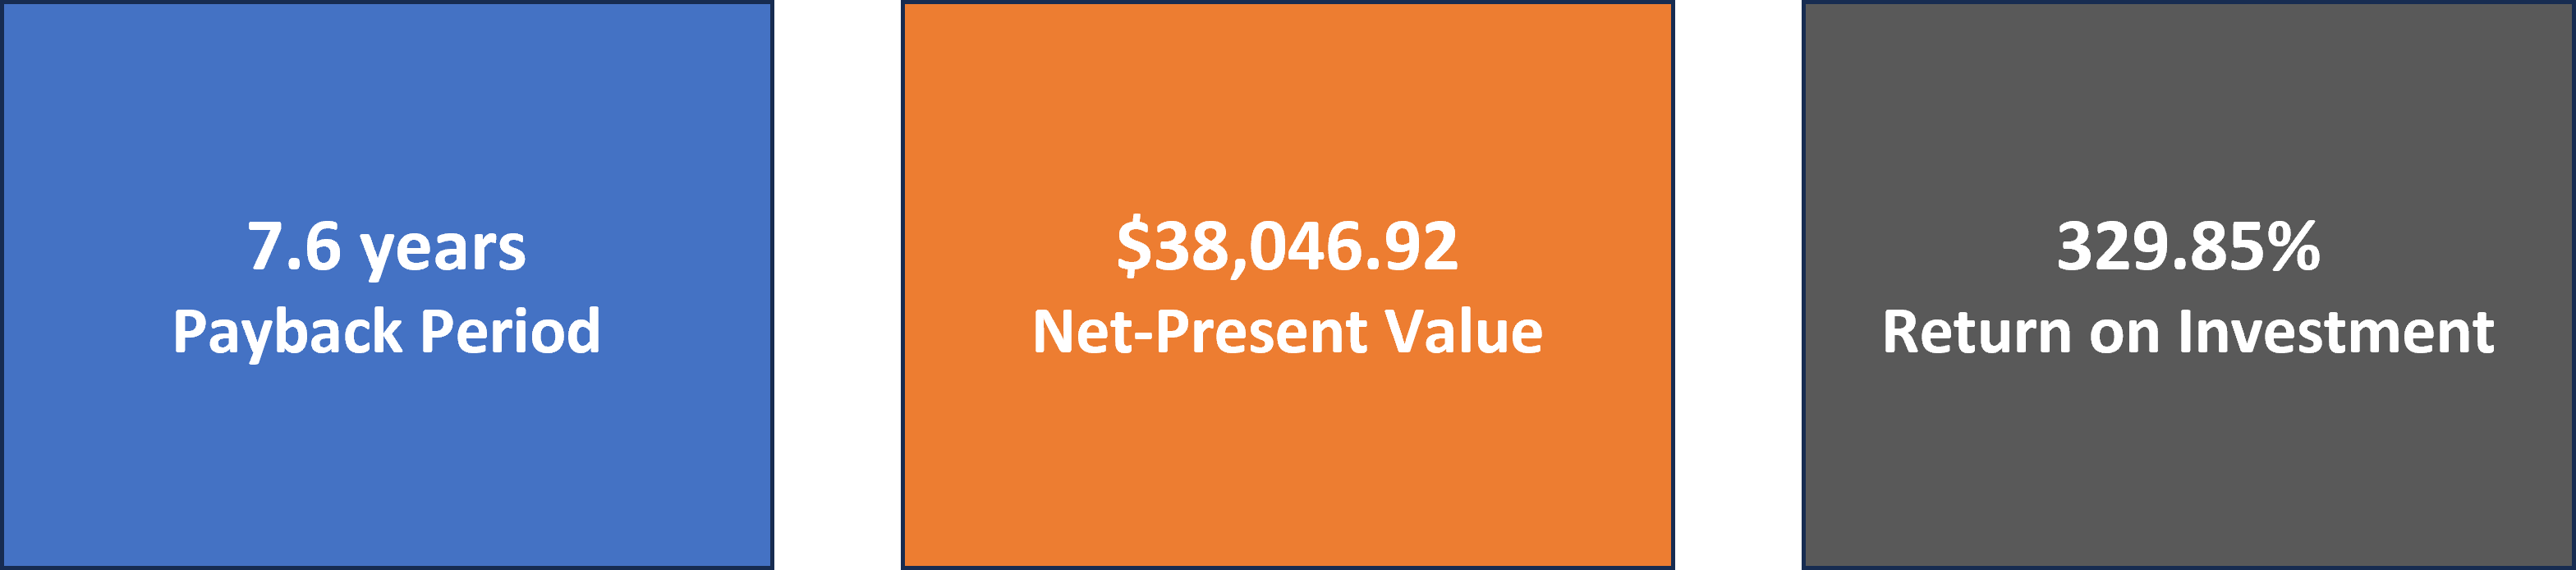 7.6 years
Payback Period
$38,046.92
Net-Present Value
329.85%
Return on Investment